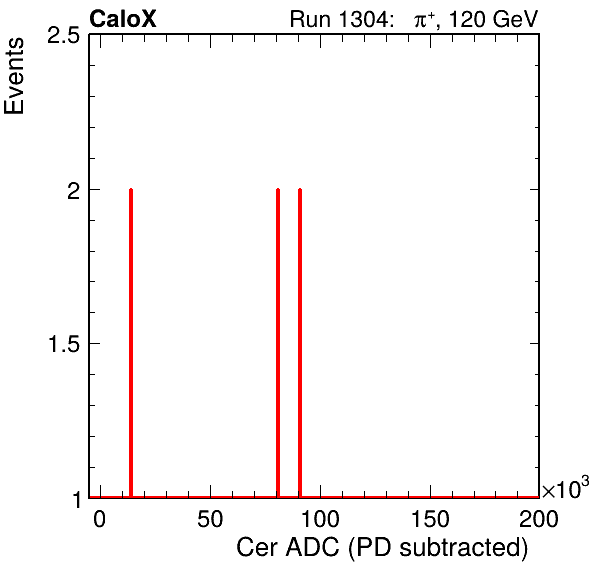 CaloX Run 1304: π⁺, 120 GeV
Events
2.5
2
1.5
1
0 50 100 150 200
×10³
Cer ADC (PD subtracted)